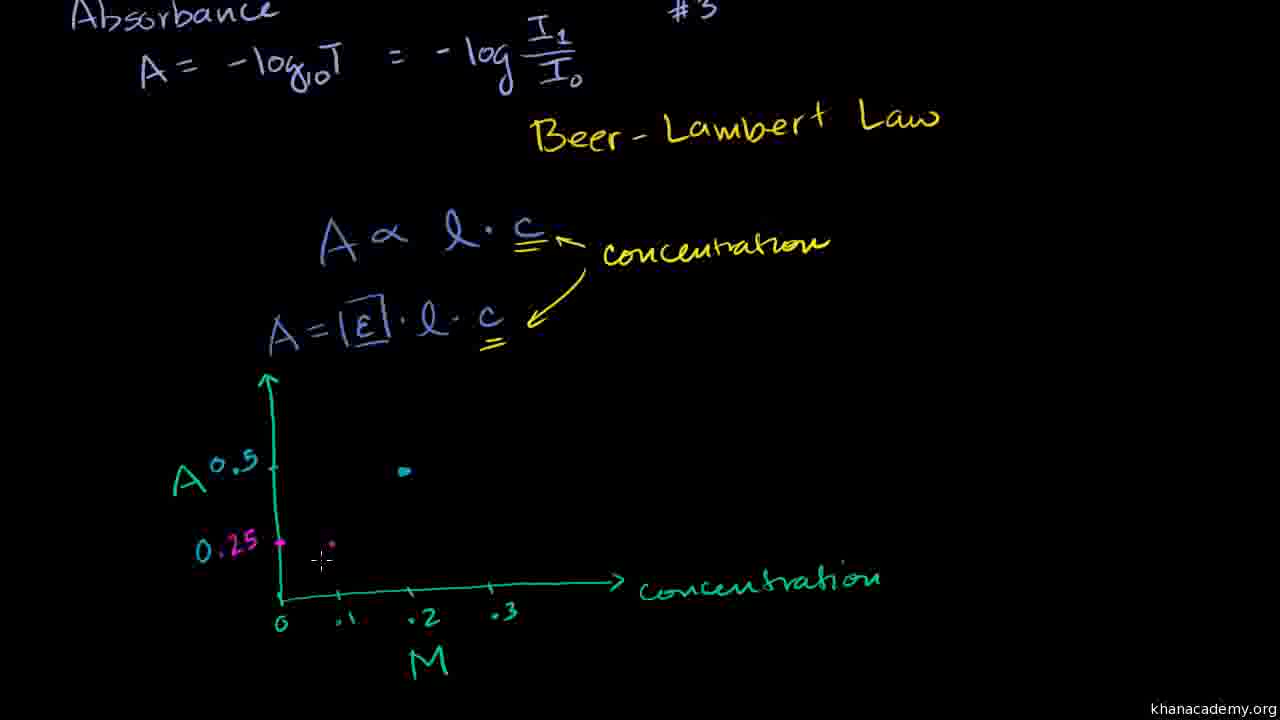 Absorbance
#3
A = -log₁₀T = -log I₁/I₀
Beer-Lambert Law
A ∝ l · c
concentration
A = ε · l · c
A 0.5
0.25
concentration
0 .1 .2 .3
M
khanacademy.org